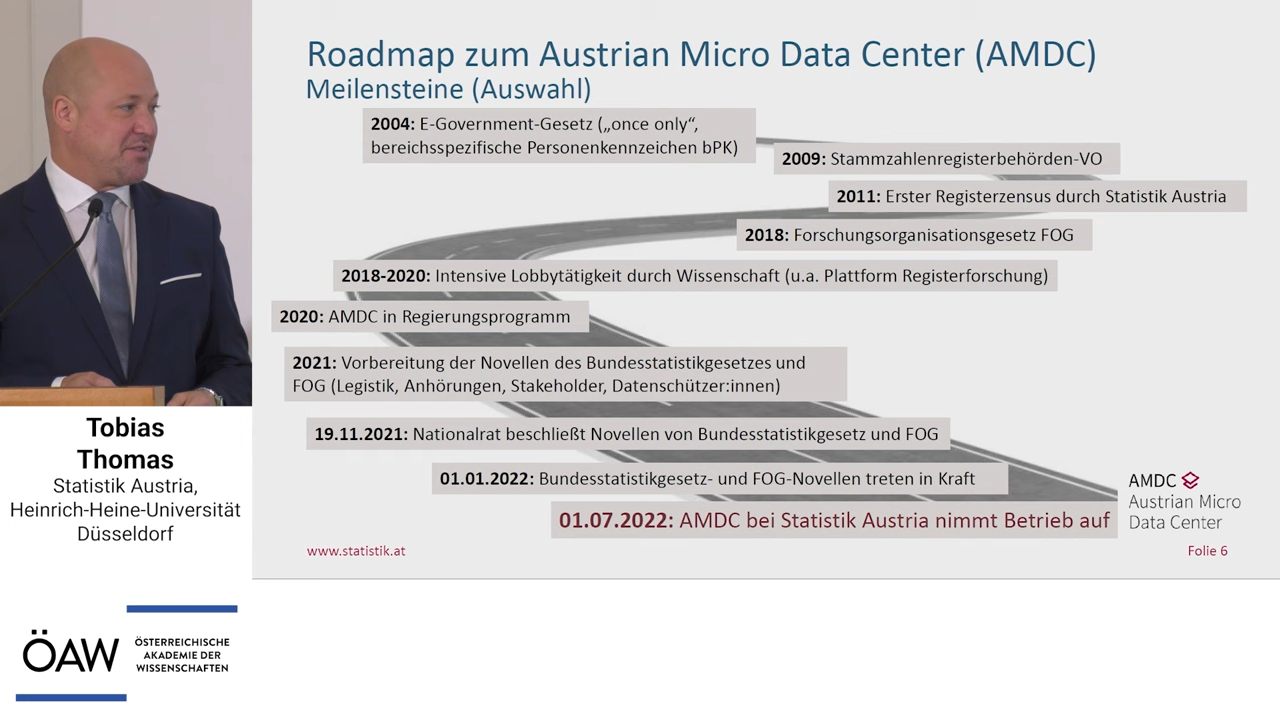 Roadmap zum Austrian Micro Data Center (AMDC)
Meilensteine (Auswahl)
2004: E-Government-Gesetz („once only“,
bereichsspezifische Personenkennzeichen bPK)
2009: Stammzahlenregisterbehörden-VO
2011: Erster Registerzensus durch Statistik Austria
2018: Forschungsorganisationsgesetz FOG
2018-2020: Intensive Lobbytätigkeit durch Wissenschaft (u.a. Plattform Registerforschung)
2020: AMDC in Regierungsprogramm
2021: Vorbereitung der Novellen des Bundesstatistikgesetzes und
FOG (Legistik, Anhörungen, Stakeholder, Datenschützer:innen)
19.11.2021: Nationalrat beschließt Novellen von Bundesstatistikgesetz und FOG
01.01.2022: Bundesstatistikgesetz- und FOG-Novellen treten in Kraft
01.07.2022: AMDC bei Statistik Austria nimmt Betrieb auf
AMDC
Austrian Micro
Data Center
www.statistik.at
Folie 6
Tobias
Thomas
Statistik Austria,
Heinrich-Heine-Universität
Düsseldorf
ÖAW
ÖSTERREICHISCHE
AKADEMIE DER
WISSENSCHAFTEN